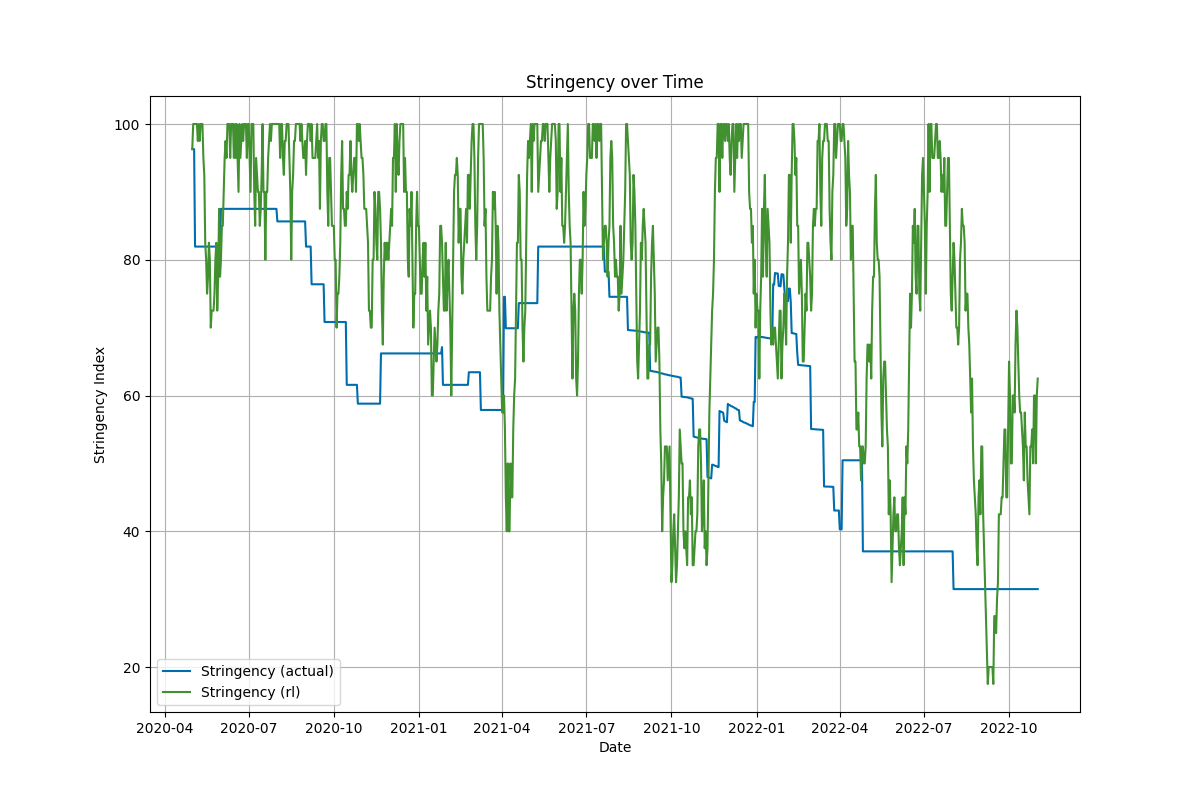 Stringency over Time
Stringency Index
100
80
60
40
20
Stringency (actual)
Stringency (rl)
2020-04 2020-07 2020-10 2021-01 2021-04 2021-07 2021-10 2022-01 2022-04 2022-07 2022-10
Date